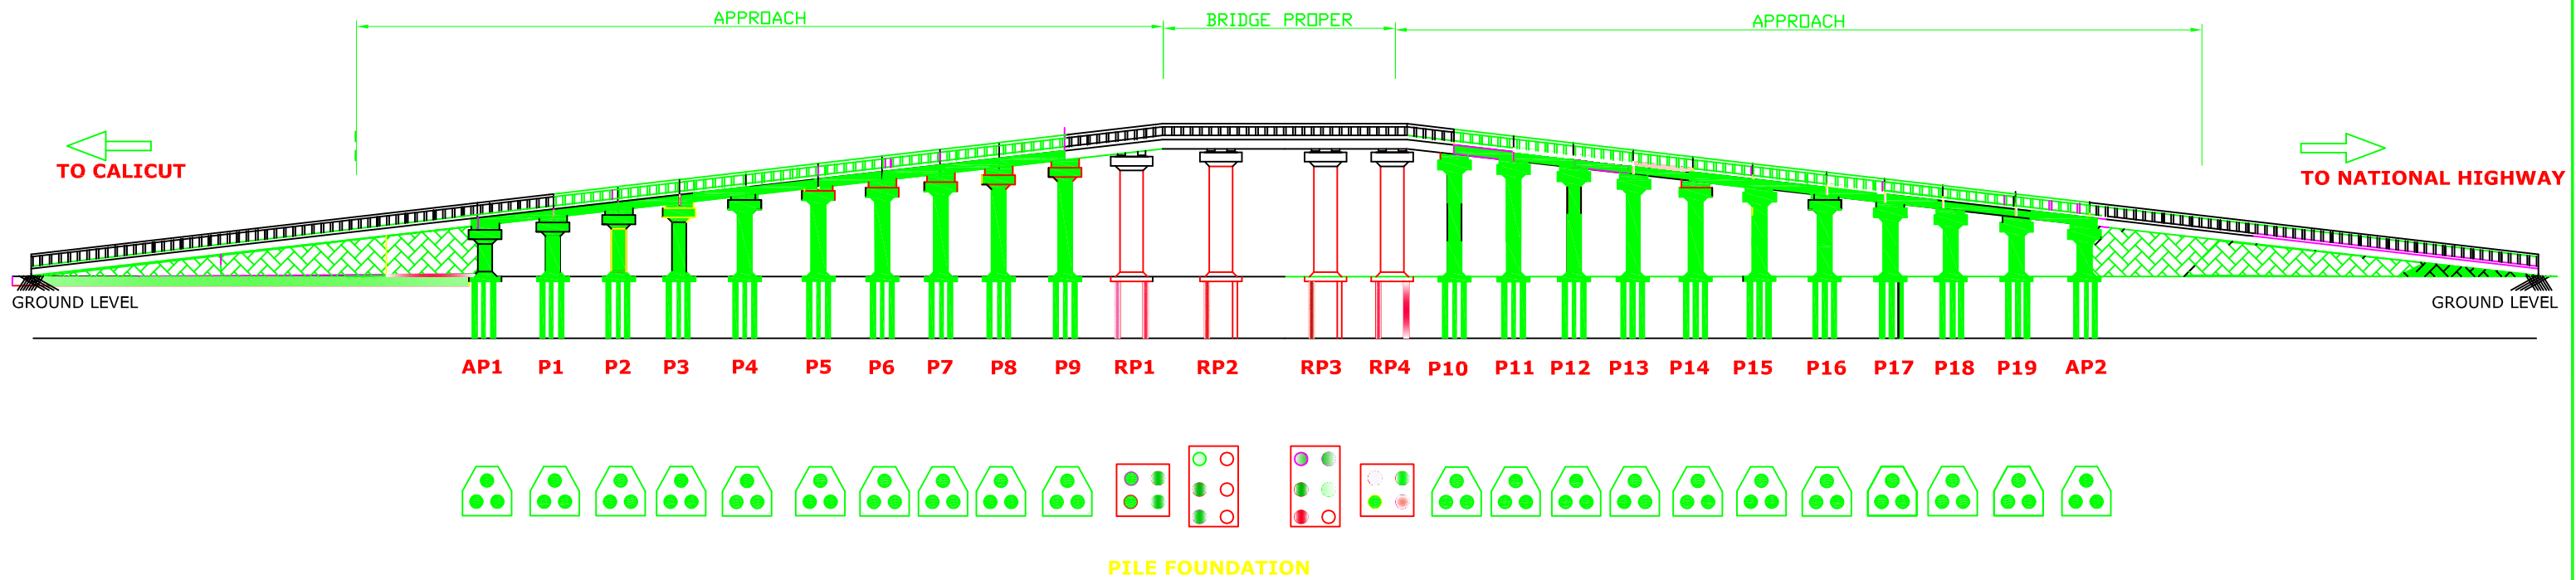 APPROACH
BRIDGE PROPER
APPROACH
TO CALICUT
TO NATIONAL HIGHWAY
GROUND LEVEL
GROUND LEVEL
AP1 P1 P2 P3 P4 P5 P6 P7 P8 P9 RP1 RP2 RP3 RP4 P10 P11 P12 P13 P14 P15 P16 P17 P18 P19 AP2
PILE FOUNDATION